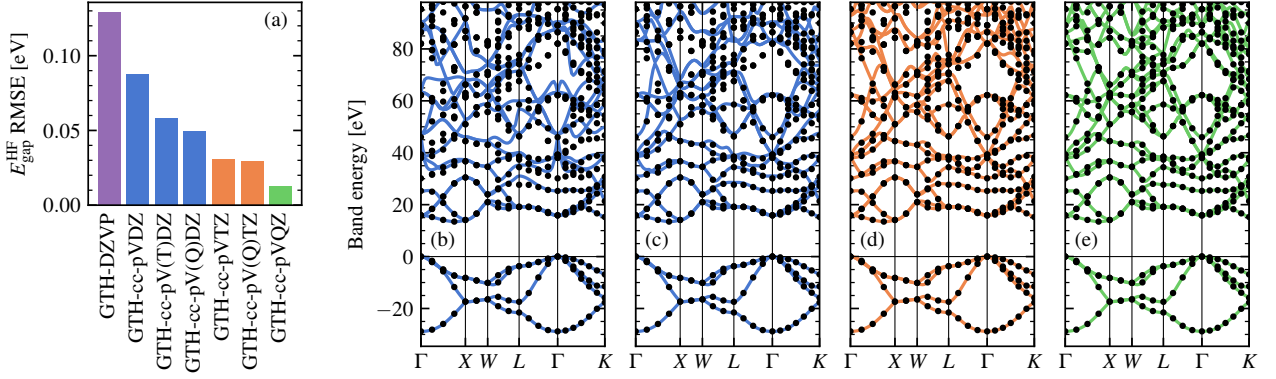 (a)
E_gap^HF RMSE [eV]
0.10
0.05
0.00
GTH-DZVP
GTH-cc-pVDZ
GTH-cc-pV(T)DZ
GTH-cc-pV(Q)DZ
GTH-cc-pVTZ
GTH-cc-pV(Q)TZ
GTH-cc-pVQZ
Band energy [eV]
80
60
40
20
0
−20
(b)
Γ X W L Γ K
(c)
Γ X W L Γ K
(d)
Γ X W L Γ K
(e)
Γ X W L Γ K